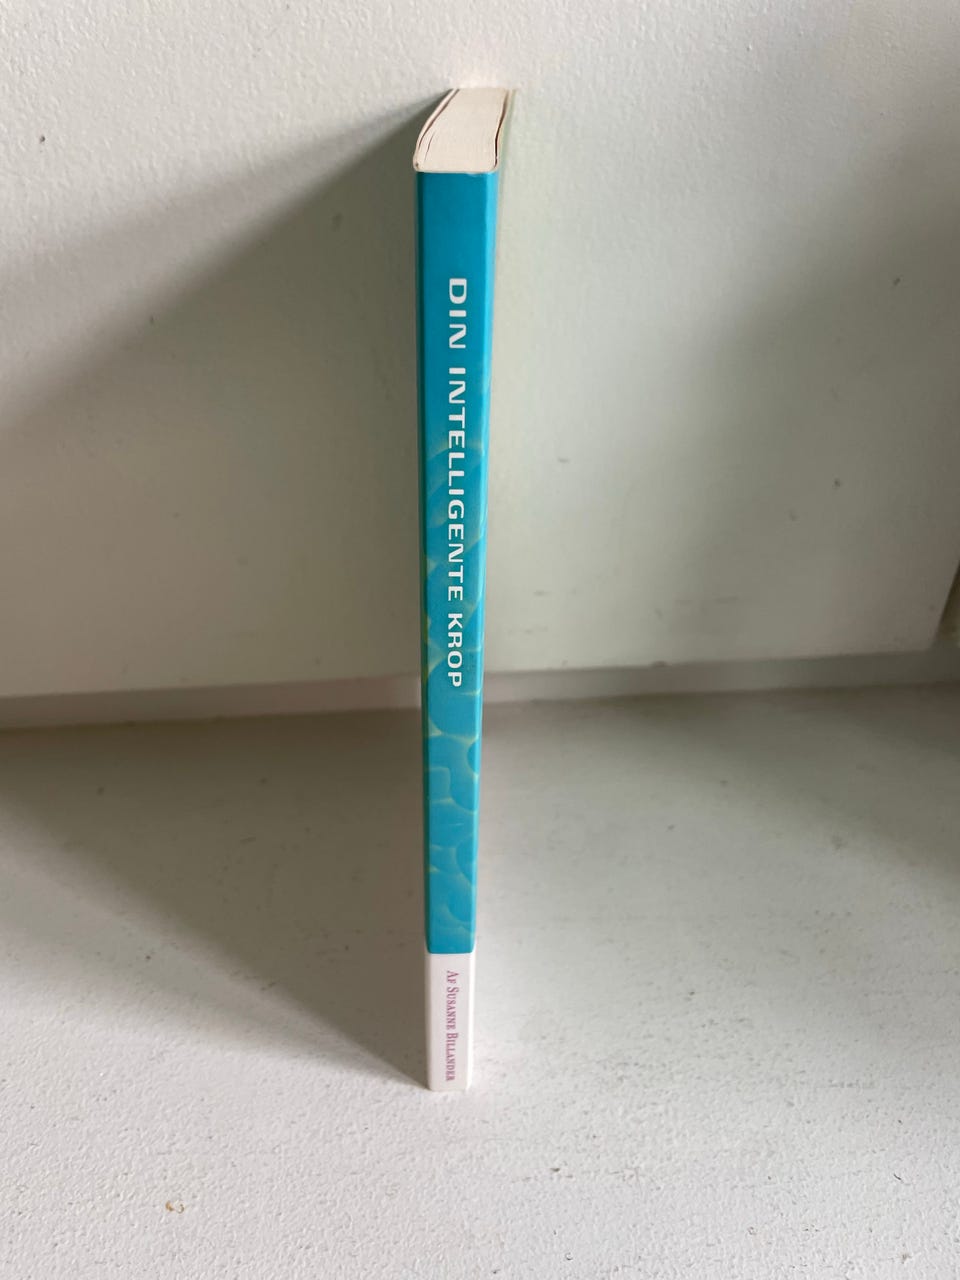 DIN INTELLIGENTE KROP
AF SUSANNE BILLANDER